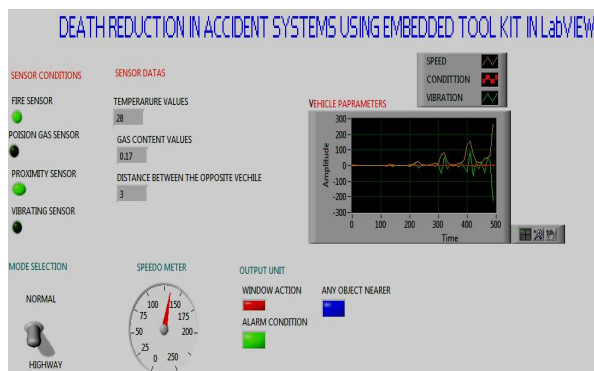 DEATH REDUCTION IN ACCIDENT SYSTEMS USING EMBEDDED TOOL KIT IN LabVIEW
SENSOR CONDITIONS
SENSOR DATAS
FIRE SENSOR
POISION GAS SENSOR
PROXIMITY SENSOR
VIBRATING SENSOR
TEMPERARURE VALUES
28
GAS CONTENT VALUES
0.17
DISTANCE BETWEEN THE OPPOSITE VECHILE
3
SPEED
CONDITTION
VIBRATION
VEHICLE PAPRAMETERS
Amplitude
300
200
100
0
-100
-200
-300
0 100 200 300 400 500
Time
MODE SELECTION
NORMAL
HIGHWAY
SPEEDO METER
0 25 50 75 100 150 175 200 250
OUTPUT UNIT
WINDOW ACTION
ANY OBJECT NEARER
ALARM CONDITION